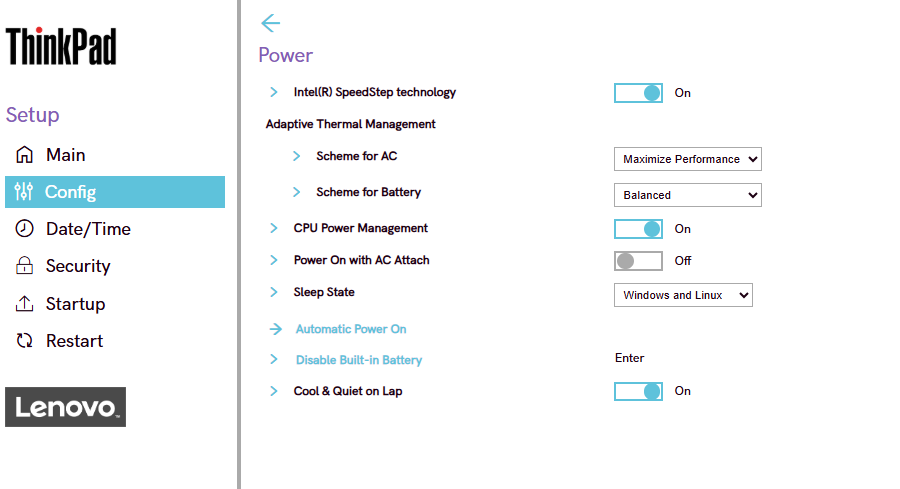 ThinkPad
Setup
Main
Config
Date/Time
Security
Startup
Restart
Lenovo™
Power
Intel(R) SpeedStep technology On
Adaptive Thermal Management
Scheme for AC Maximize Performance
Scheme for Battery Balanced
CPU Power Management On
Power On with AC Attach Off
Sleep State Windows and Linux
Automatic Power On
Disable Built-in Battery Enter
Cool & Quiet on Lap On